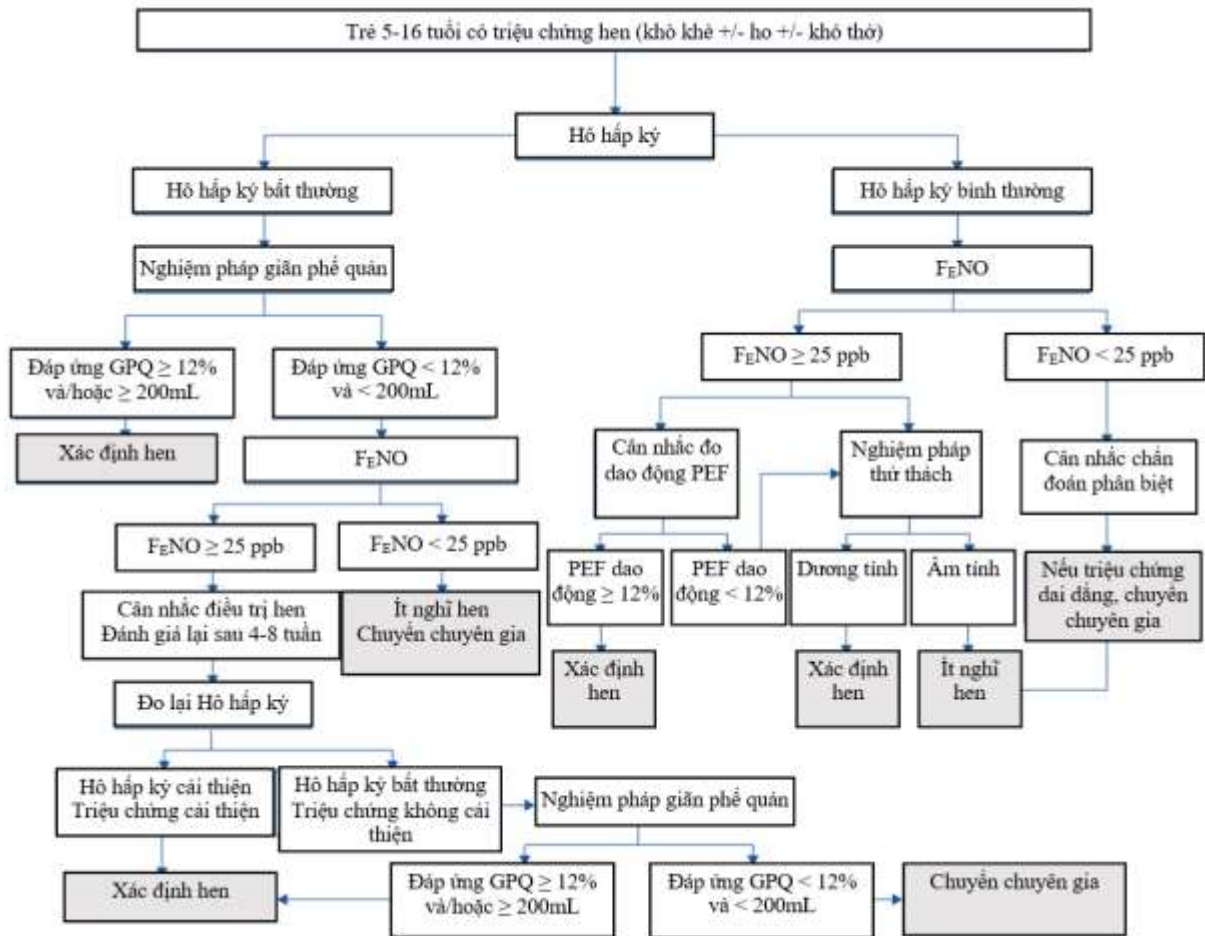 Trẻ 5-16 tuổi có triệu chứng hen (khò khè +/- ho +/- khó thở)
Hô hấp ký
Hô hấp ký bất thường
Hô hấp ký bình thường
Nghiệm pháp giãn phế quản
FENO
Đáp ứng GPQ ≥ 12%
và/hoặc ≥ 200mL
Đáp ứng GPQ < 12%
và < 200mL
FENO ≥ 25 ppb
FENO < 25 ppb
Xác định hen
FENO
Cân nhắc đo
dao động PEF
Nghiệm pháp
thử thách
Cân nhắc chẩn
đoán phân biệt
FENO ≥ 25 ppb
FENO < 25 ppb
PEF dao
động ≥ 12%
PEF dao
động < 12%
Dương tính
Âm tính
Nếu triệu chứng
dai dẳng, chuyển
chuyên gia
Cân nhắc điều trị hen
Đánh giá lại sau 4-8 tuần
Ít nghĩ hen
Chuyển chuyên gia
Xác định
hen
Xác định
hen
Ít nghĩ
hen
Đo lại Hô hấp ký
Hô hấp ký cải thiện
Triệu chứng cải thiện
Hô hấp ký bất thường
Triệu chứng không cải
thiện
Nghiệm pháp giãn phế quản
Xác định hen
Đáp ứng GPQ ≥ 12%
và/hoặc ≥ 200mL
Đáp ứng GPQ < 12%
và < 200mL
Chuyển chuyên gia